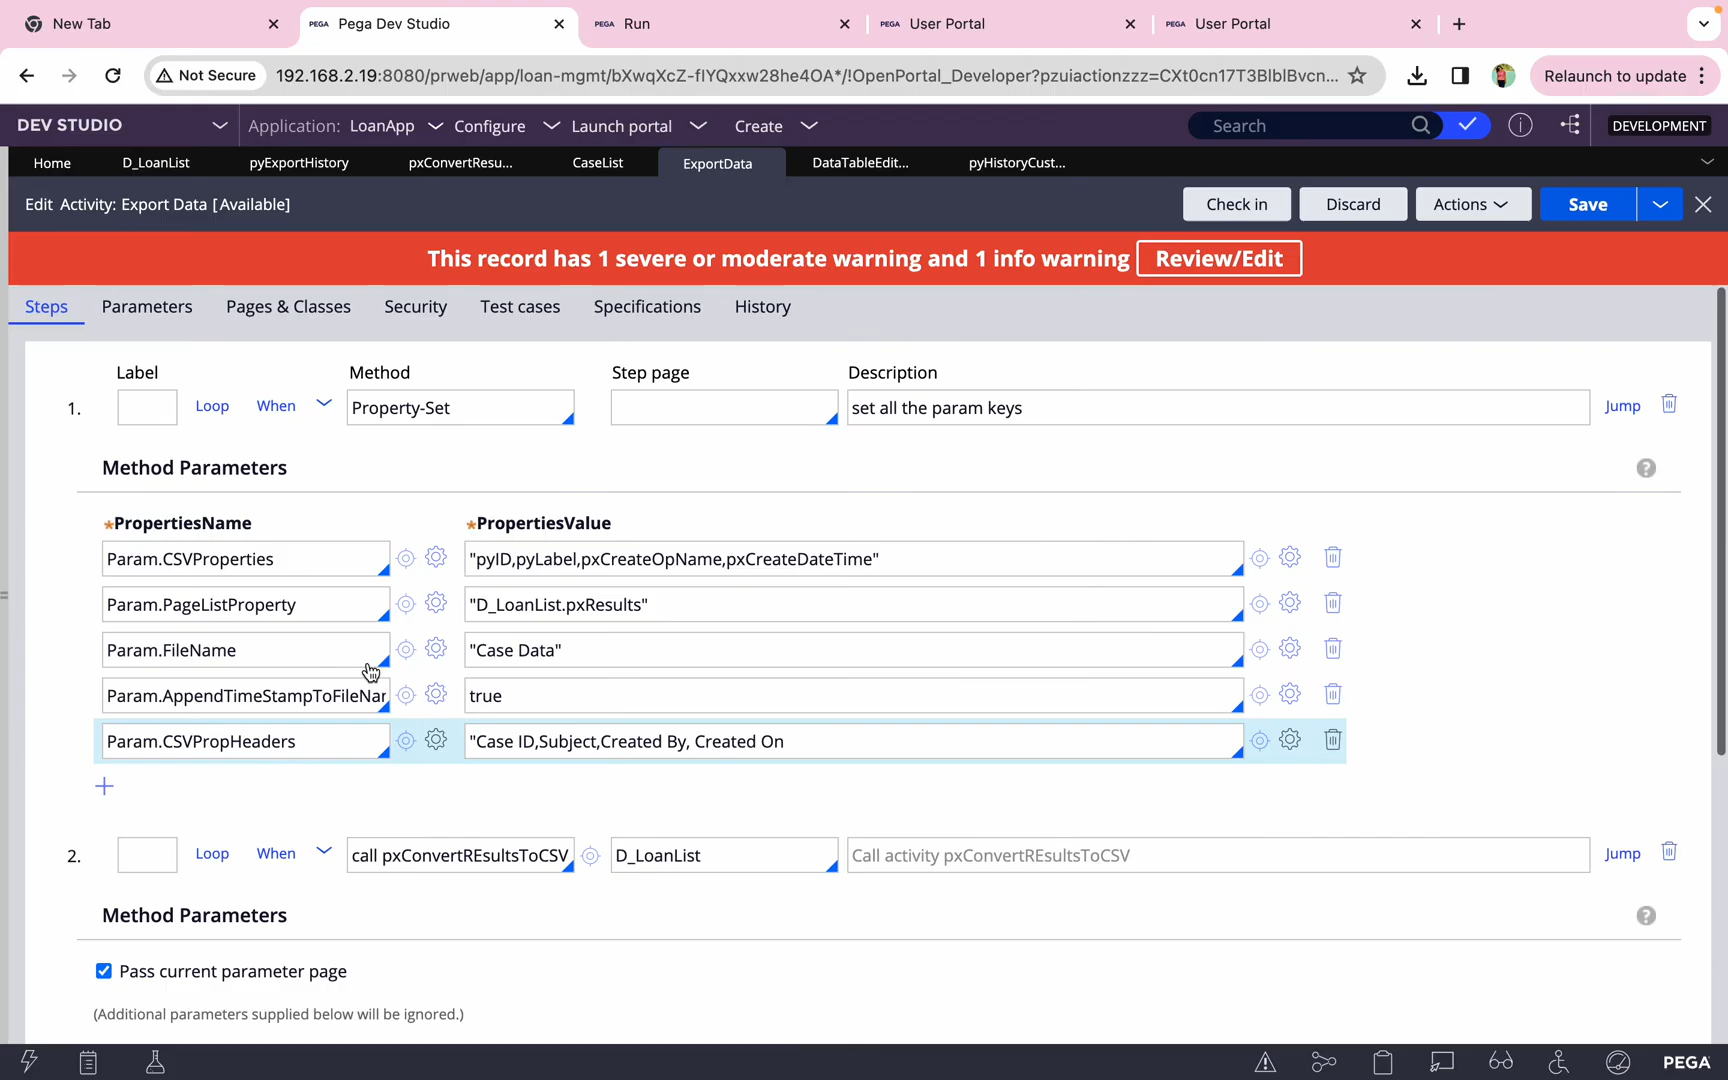 New Tab
PEGA Pega Dev Studio
PEGA Run
PEGA User Portal
PEGA User Portal
Not Secure 192.168.2.19:8080/prweb/app/loan-mgmt/bXwqXcZ-fIYQxxw28he4OA*/!OpenPortal_Developer?pzuiactionzzz=CXt0cn17T3BlblBvcn... Relaunch to update
DEV STUDIO Application: LoanApp Configure Launch portal Create Search DEVELOPMENT
Home D_LoanList pyExportHistory pxConvertResu... CaseList ExportData DataTableEdit... pyHistoryCust...
Edit Activity: Export Data [Available] Check in Discard Actions Save
This record has 1 severe or moderate warning and 1 info warning Review/Edit
Steps Parameters Pages & Classes Security Test cases Specifications History
Label Method Step page Description
1. Loop When Property-Set set all the param keys Jump
Method Parameters ?
*PropertiesName *PropertiesValue
Param.CSVProperties "pyID,pyLabel,pxCreateOpName,pxCreateDateTime"
Param.PageListProperty "D_LoanList.pxResults"
Param.FileName "Case Data"
Param.AppendTimeStampToFileNar true
Param.CSVPropHeaders "Case ID,Subject,Created By, Created On
2. Loop When call pxConvertREsultsToCSV D_LoanList Call activity pxConvertREsultsToCSV Jump
Method Parameters ?
Pass current parameter page
(Additional parameters supplied below will be ignored.)
PEGA